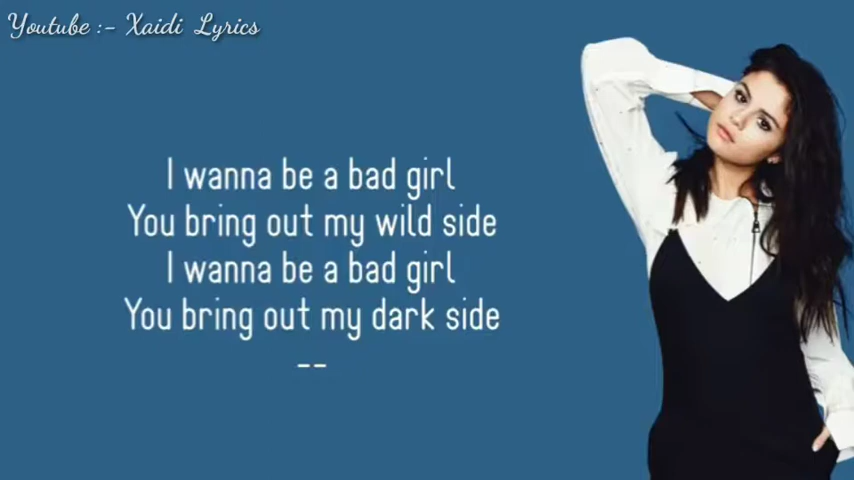 Youtube :- Xaidi Lyrics
I wanna be a bad girl
You bring out my wild side
I wanna be a bad girl
You bring out my dark side
--